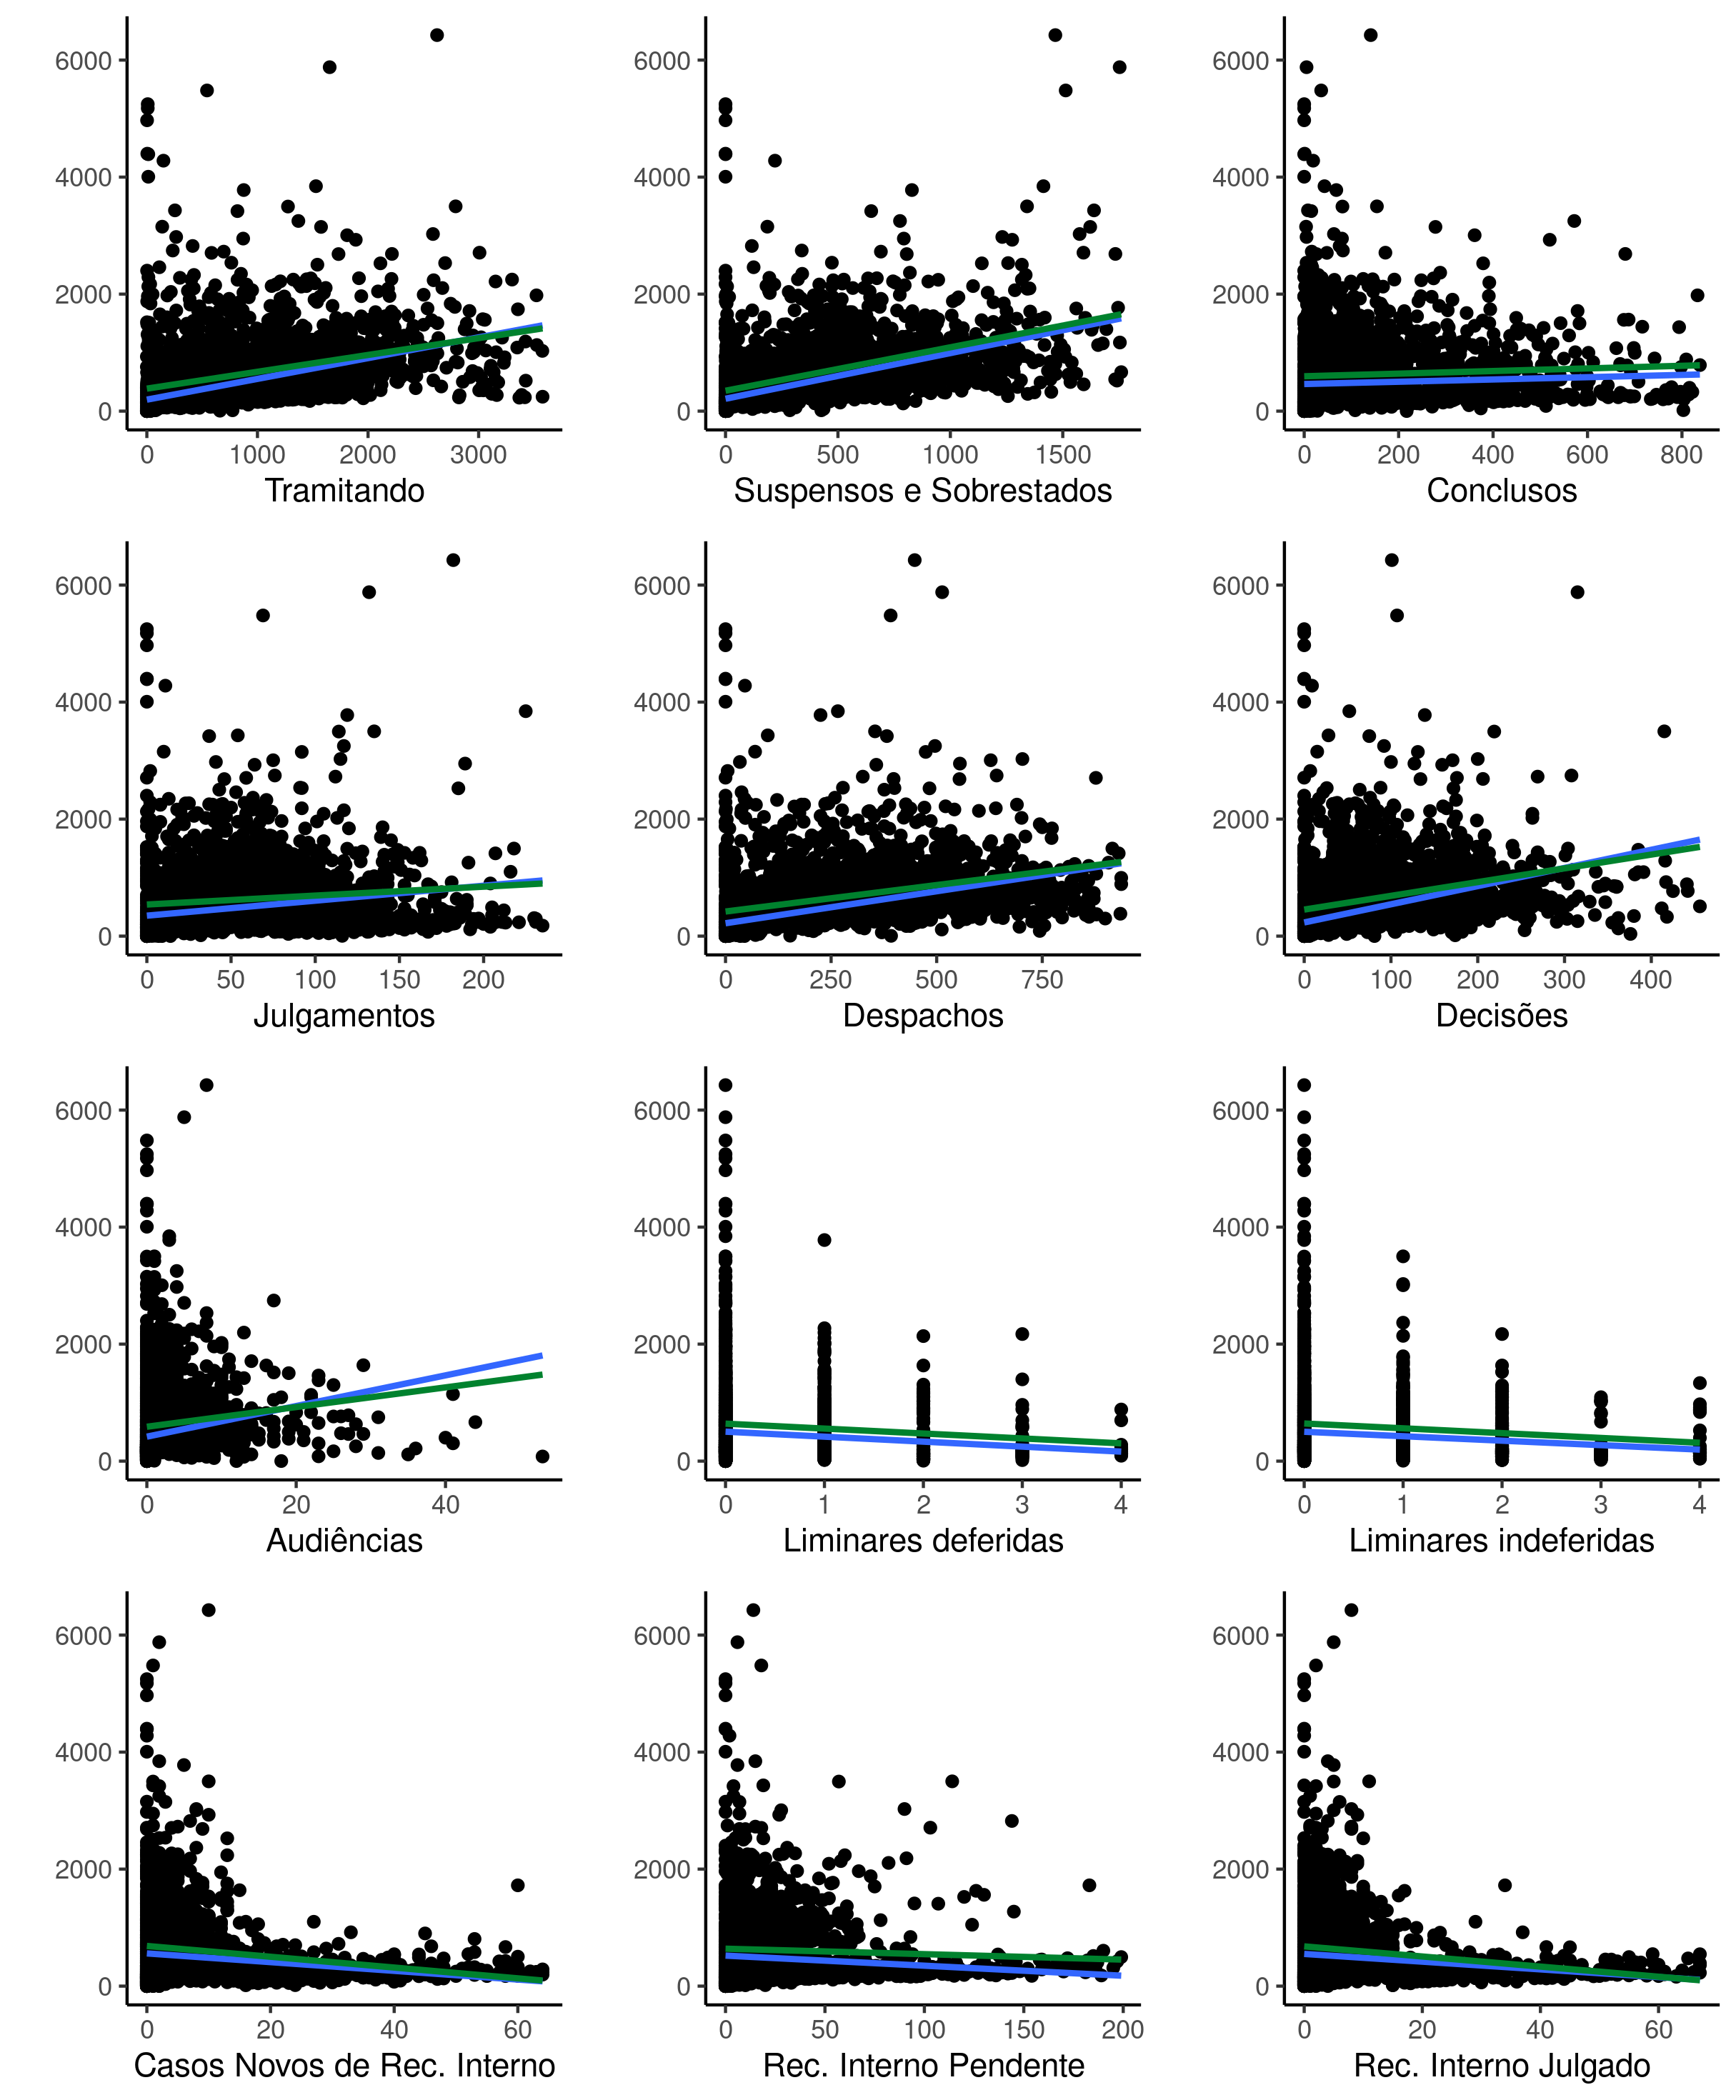 6000
4000
2000
0
0 1000 2000 3000
Tramitando
6000
4000
2000
0
0 500 1000 1500
Suspensos e Sobrestados
6000
4000
2000
0
0 200 400 600 800
Conclusos
6000
4000
2000
0
0 50 100 150 200
Julgamentos
6000
4000
2000
0
0 250 500 750
Despachos
6000
4000
2000
0
0 100 200 300 400
Decisões
6000
4000
2000
0
0 20 40
Audiências
6000
4000
2000
0
0 1 2 3 4
Liminares deferidas
6000
4000
2000
0
0 1 2 3 4
Liminares indeferidas
6000
4000
2000
0
0 20 40 60
Casos Novos de Rec. Interno
6000
4000
2000
0
0 50 100 150 200
Rec. Interno Pendente
6000
4000
2000
0
0 20 40 60
Rec. Interno Julgado